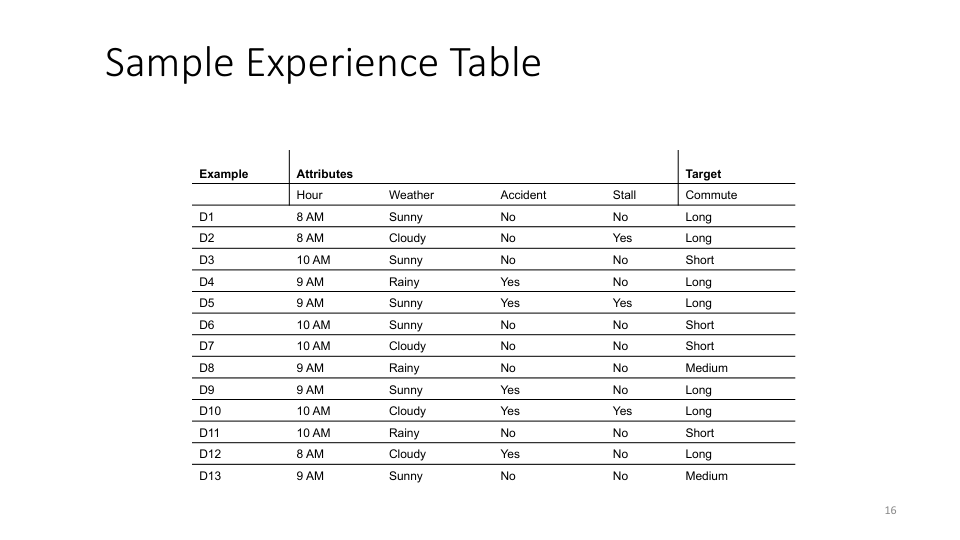 Sample Experience Table
Example Attributes Target
Hour Weather Accident Stall Commute
D1 8 AM Sunny No No Long
D2 8 AM Cloudy No Yes Long
D3 10 AM Sunny No No Short
D4 9 AM Rainy Yes No Long
D5 9 AM Sunny Yes Yes Long
D6 10 AM Sunny No No Short
D7 10 AM Cloudy No No Short
D8 9 AM Rainy No No Medium
D9 9 AM Sunny Yes No Long
D10 10 AM Cloudy Yes Yes Long
D11 10 AM Rainy No No Short
D12 8 AM Cloudy Yes No Long
D13 9 AM Sunny No No Medium
16